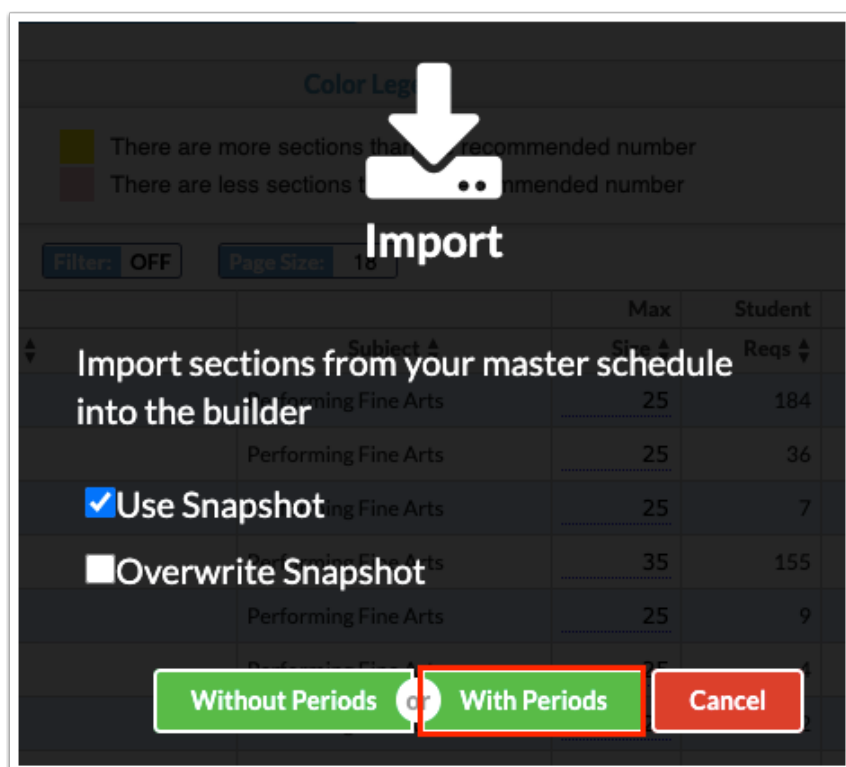 Color Leg
There are more sections than recommended number
There are less sections t mmended number
Import
Filter: OFF Page Size: 18
Max Student
Subject Size Reqs
Import sections from your master schedule
into the builder
Performing Fine Arts 25 184
Performing Fine Arts 25 36
Use Snapshot
ing Fine Arts 25 7
Overwrite Snapshot
35 155
Performing Fine Arts 25 9
Without Periods or With Periods Cancel